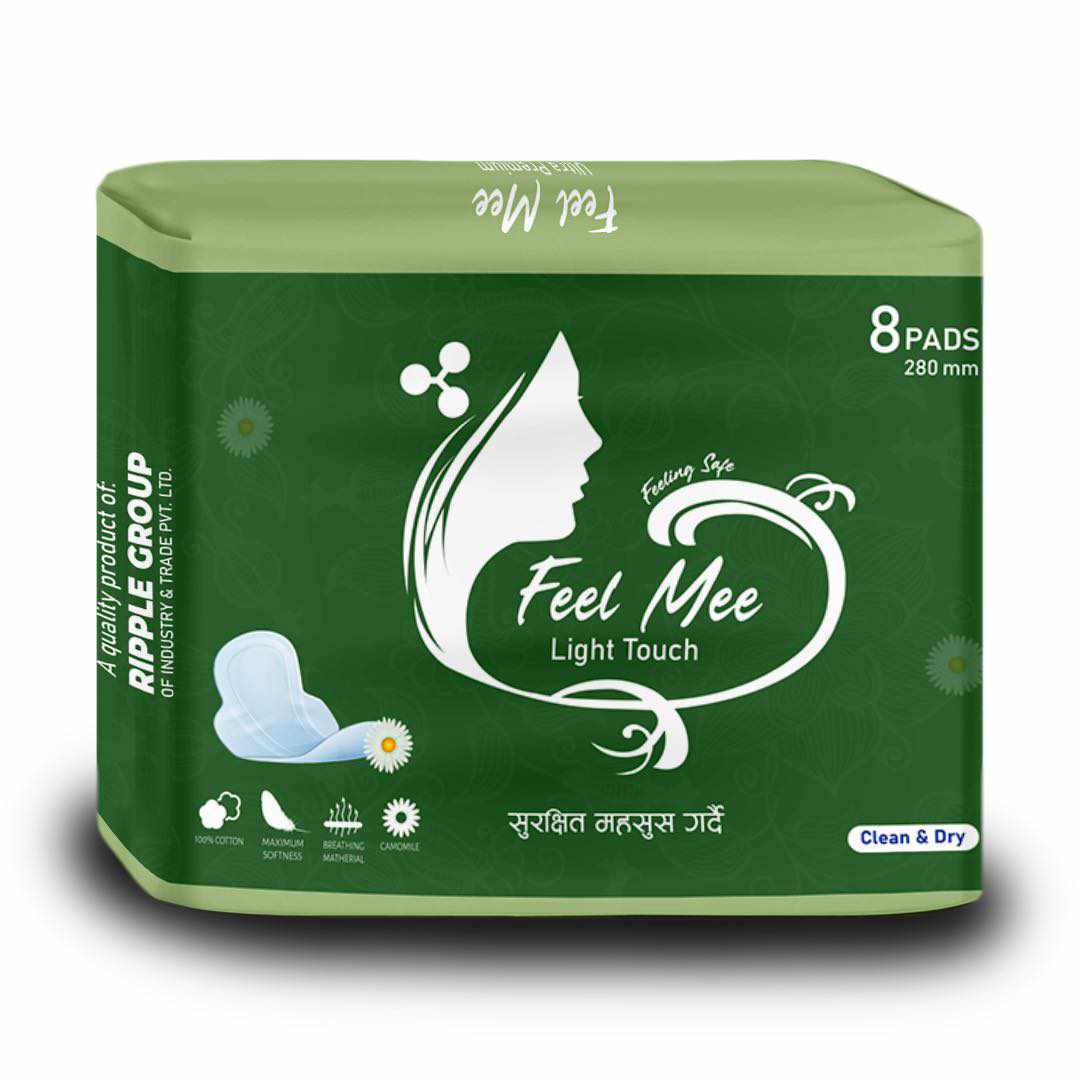 Ultra Premium
Feel Mee
8 PADS
280 mm
Feeling Safe
Feel Mee
Light Touch
A quality product of:
RIPPLE GROUP
OF INDUSTRY & TRADE PVT. LTD.
100% COTTON
MAXIMUM
SOFTNESS
BREATHING
MATHERIAL
CAMOMILE
सुरक्षित महसुस गर्दै
Clean & Dry